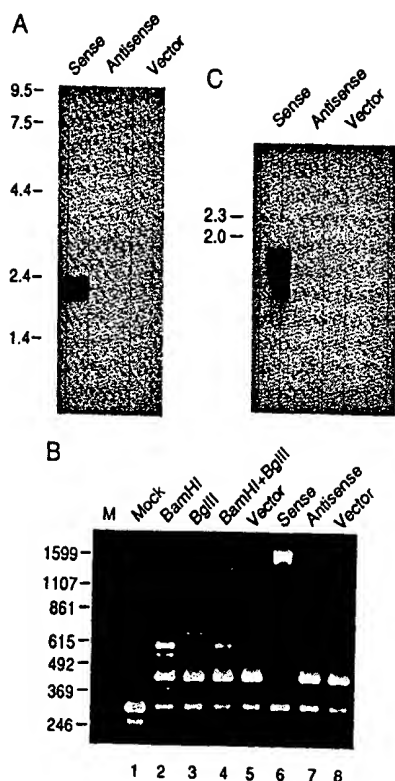 A
Sense
Antisense
Vector
9.5-
7.5-
4.4-
2.4-
1.4-
C
Sense
Antisense
Vector
2.3-
2.0-
B
M
Mock
BamHI
BglII
BamHI+BglII
Vector
Sense
Antisense
Vector
1599-
1107-
861-
615-
492-
369-
246-
1 2 3 4 5 6 7 8